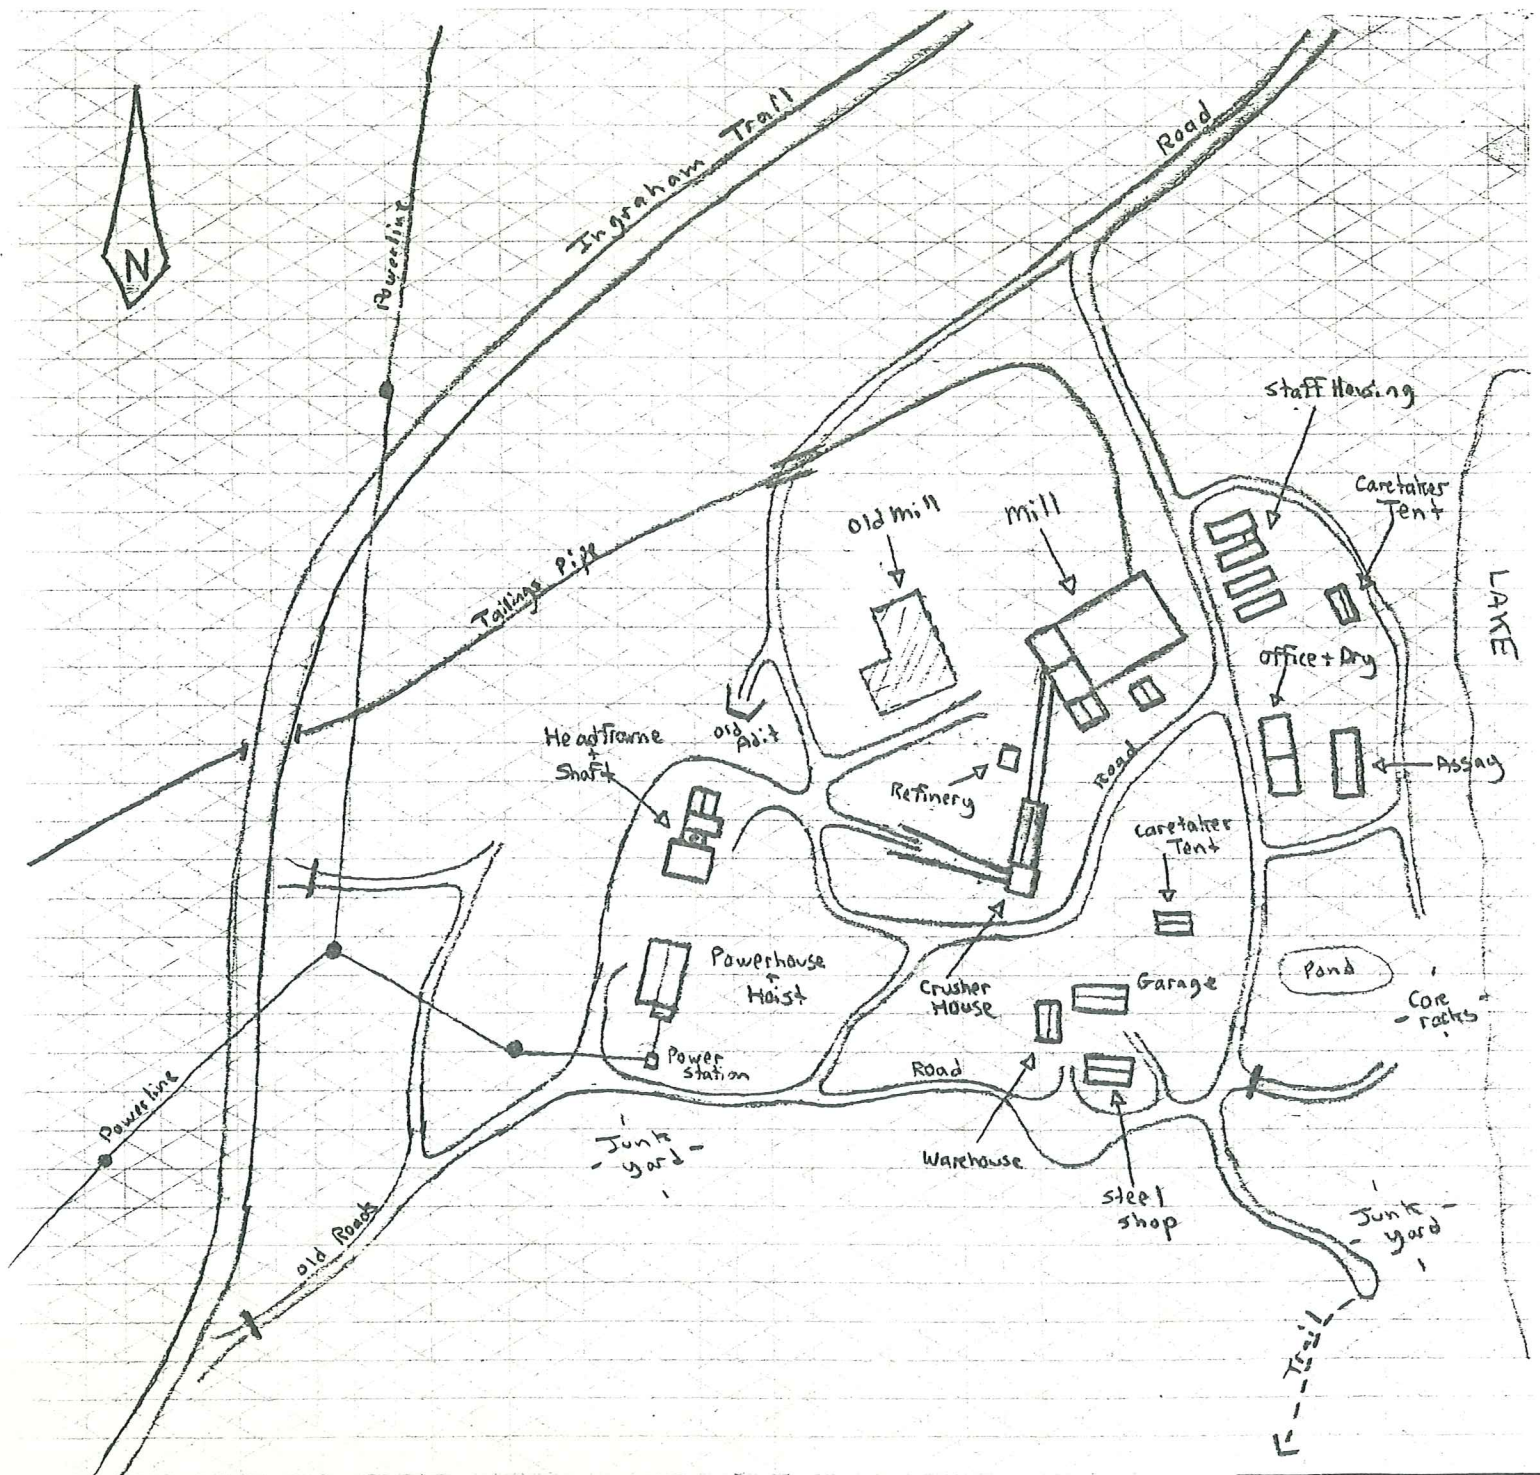 N
Powerline
Ingraham Trail
Road
Staff Housing
Caretaker
Tent
Old Mill
Mill
Tailings Pipe
LAKE
Office + Dry
Old
Adit
Headframe
+
Shaft
Refinery
Road
Assay
Caretaker
Tent
Powerhouse
+
Hoist
Crusher
House
Garage
Pond
Core
racks
Power
Station
Road
Powerline
Junk
yard
Warehouse
Steel
Shop
Old Roads
Junk
yard
Trail